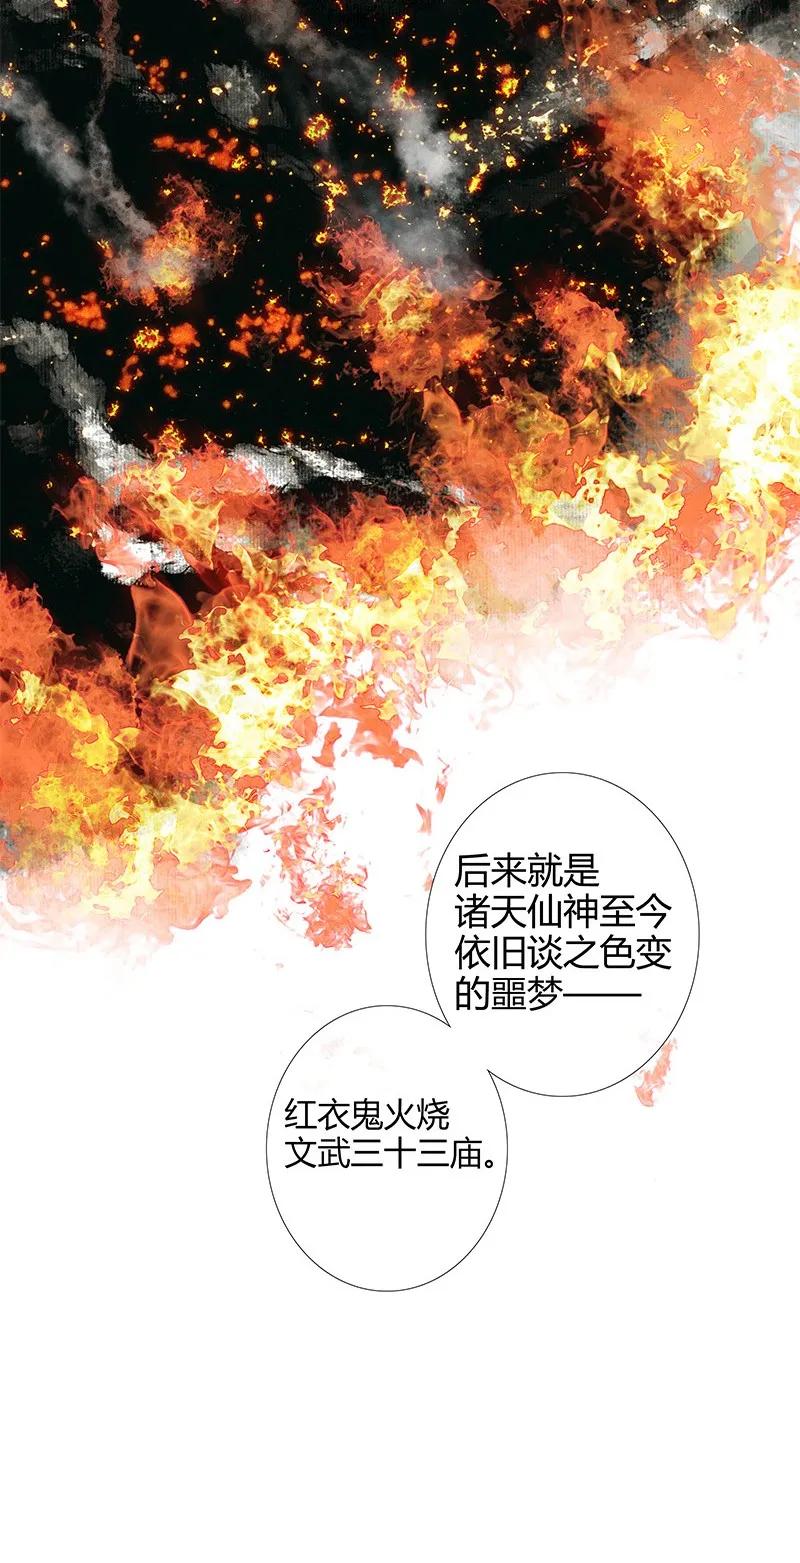 后来就是
诸天仙神至今
依旧谈之色变
的噩梦——
红衣鬼火烧
文武三十三庙。